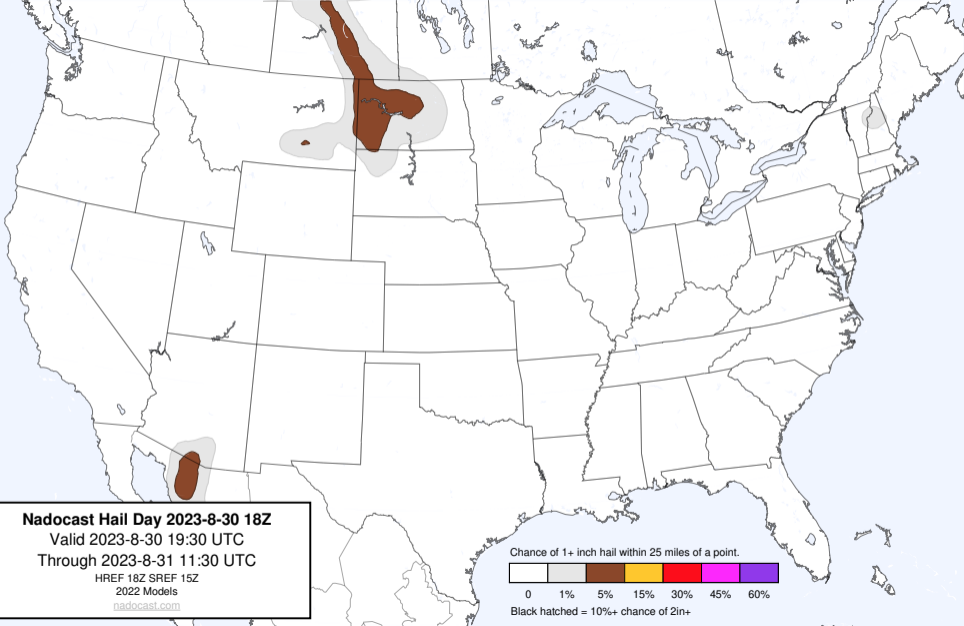 Nadocast Hail Day 2023-8-30 18Z
Valid 2023-8-30 19:30 UTC
Through 2023-8-31 11:30 UTC
HREF 18Z SREF 15Z
2022 Models
nadocast.com
Chance of 1+ inch hail within 25 miles of a point.
0 1% 5% 15% 30% 45% 60%
Black hatched = 10%+ chance of 2in+